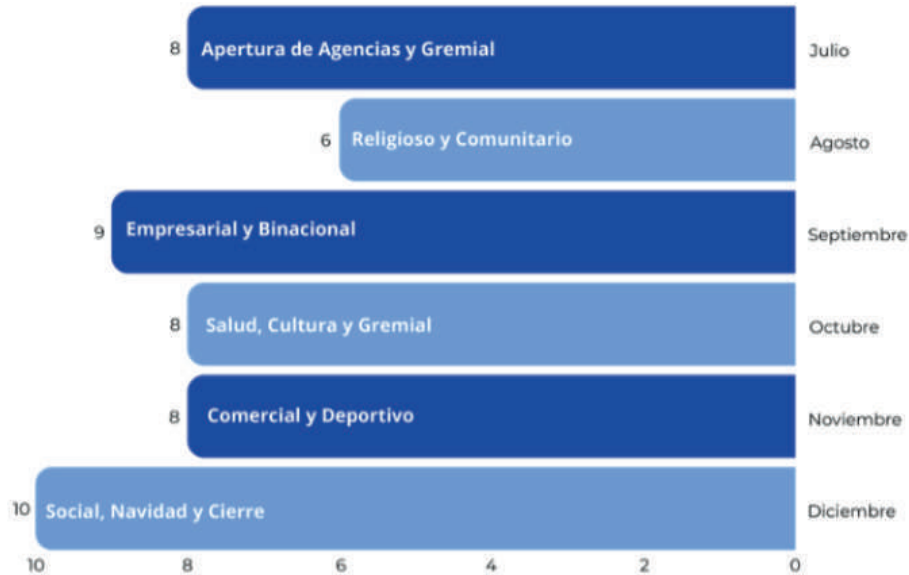 8 Apertura de Agencias y Gremial Julio
6 Religioso y Comunitario Agosto
9 Empresarial y Binacional Septiembre
8 Salud, Cultura y Gremial Octubre
8 Comercial y Deportivo Noviembre
10 Social, Navidad y Cierre Diciembre
10 8 6 4 2 0